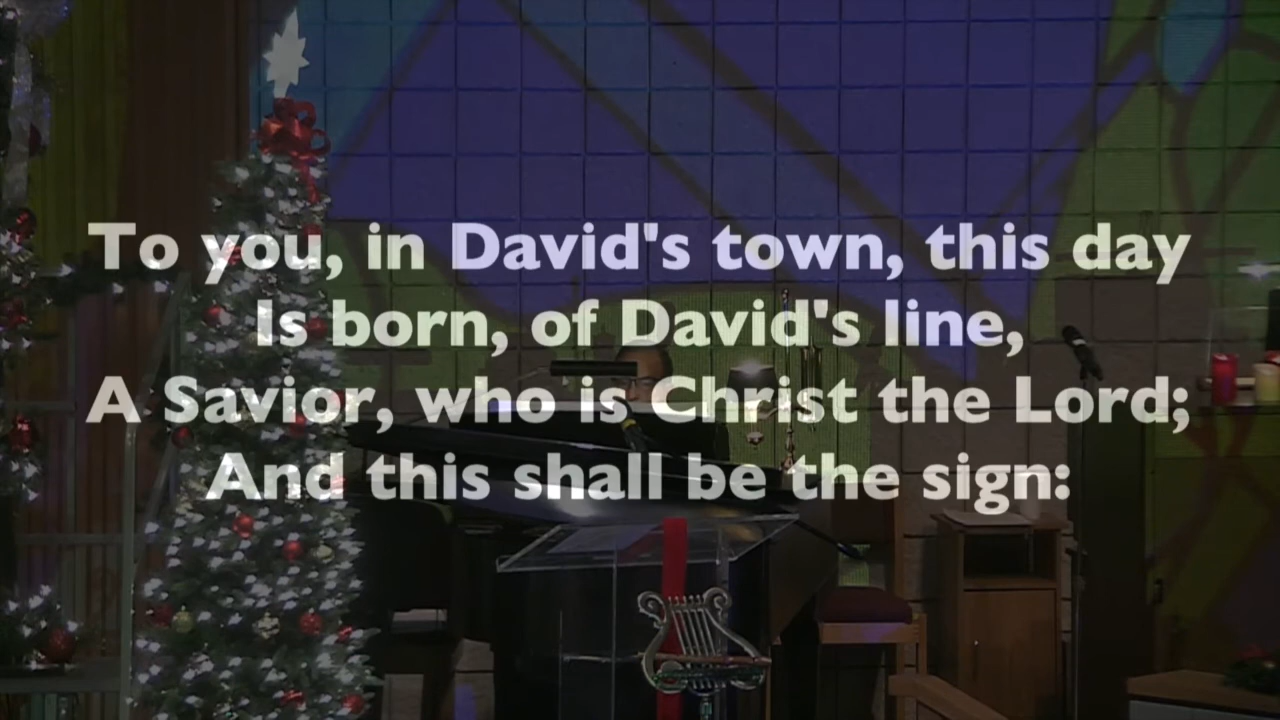 To you, in David's town, this day
Is born, of David's line,
A Savior, who is Christ the Lord;
And this shall be the sign: